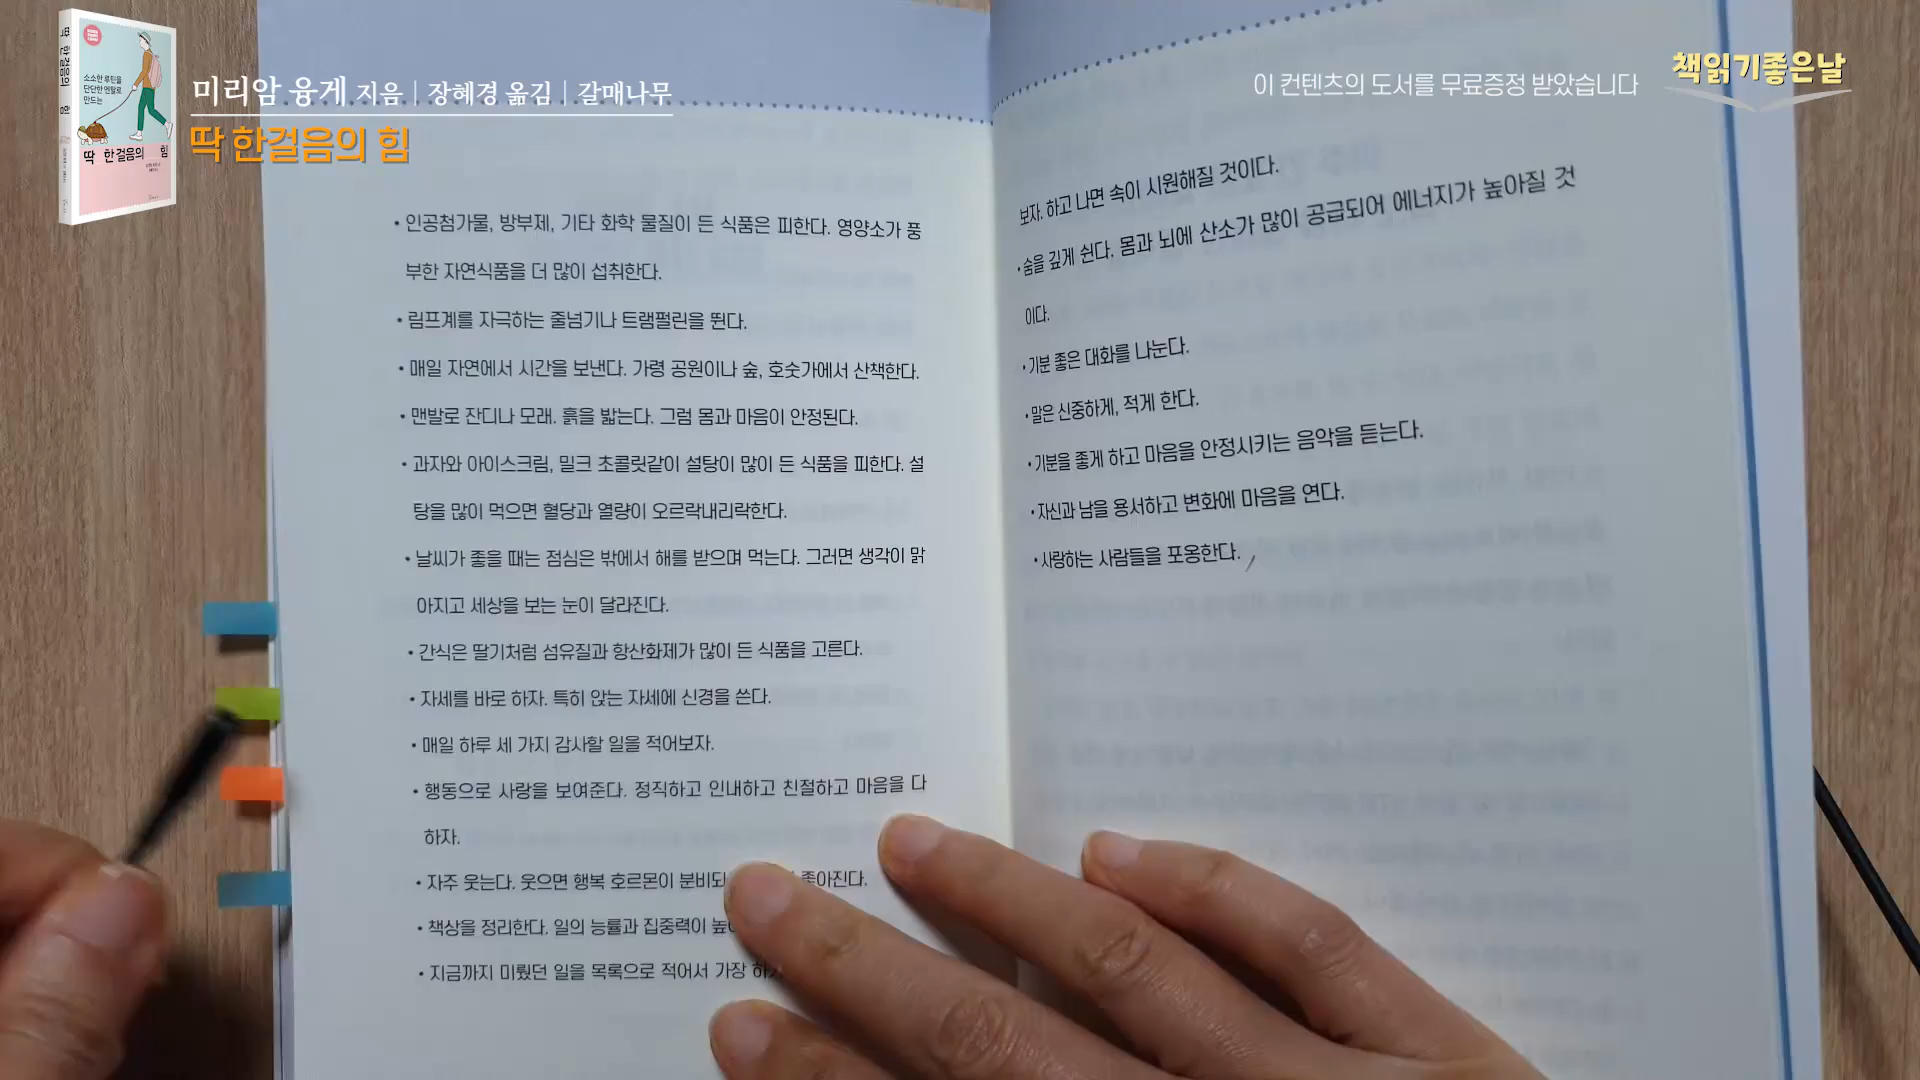 소소한 루틴을
단단한 멘탈로
만드는
딱 한 걸음의 힘
미리암 융게 지음 | 장혜경 옮김 | 갈매나무
딱 한걸음의 힘
이 컨텐츠의 도서를 무료증정 받았습니다
책읽기좋은날
• 인공첨가물, 방부제, 기타 화학 물질이 든 식품은 피한다. 영양소가 풍
부한 자연식품을 더 많이 섭취한다.
• 림프계를 자극하는 줄넘기나 트램펄린을 뛴다.
• 매일 자연에서 시간을 보낸다. 가령 공원이나 숲, 호숫가에서 산책한다.
• 맨발로 잔디나 모래. 흙을 밟는다. 그럼 몸과 마음이 안정된다.
• 과자와 아이스크림, 밀크 초콜릿같이 설탕이 많이 든 식품을 피한다. 설
탕을 많이 먹으면 혈당과 열량이 오르락내리락한다.
• 날씨가 좋을 때는 점심은 밖에서 해를 받으며 먹는다. 그러면 생각이 맑
아지고 세상을 보는 눈이 달라진다.
• 간식은 딸기처럼 섬유질과 항산화제가 많이 든 식품을 고른다.
• 자세를 바로 하자. 특히 앉는 자세에 신경을 쓴다.
• 매일 하루 세 가지 감사할 일을 적어보자.
• 행동으로 사랑을 보여준다. 정직하고 인내하고 친절하고 마음을 다
하자.
• 자주 웃는다. 웃으면 행복 호르몬이 분비되 좋아진다.
• 책상을 정리한다. 일의 능률과 집중력이
• 지금까지 미뤘던 일을 목록으로 적어서 가장
보자. 하고 나면 속이 시원해질 것이다.
• 숨을 깊게 쉰다. 몸과 뇌에 산소가 많이 공급되어 에너지가 높아질 것
이다.
• 기분 좋은 대화를 나눈다.
• 말은 신중하게, 적게 한다.
• 기분을 좋게 하고 마음을 안정시키는 음악을 듣는다.
• 자신과 남을 용서하고 변화에 마음을 연다.
• 사랑하는 사람들을 포옹한다.